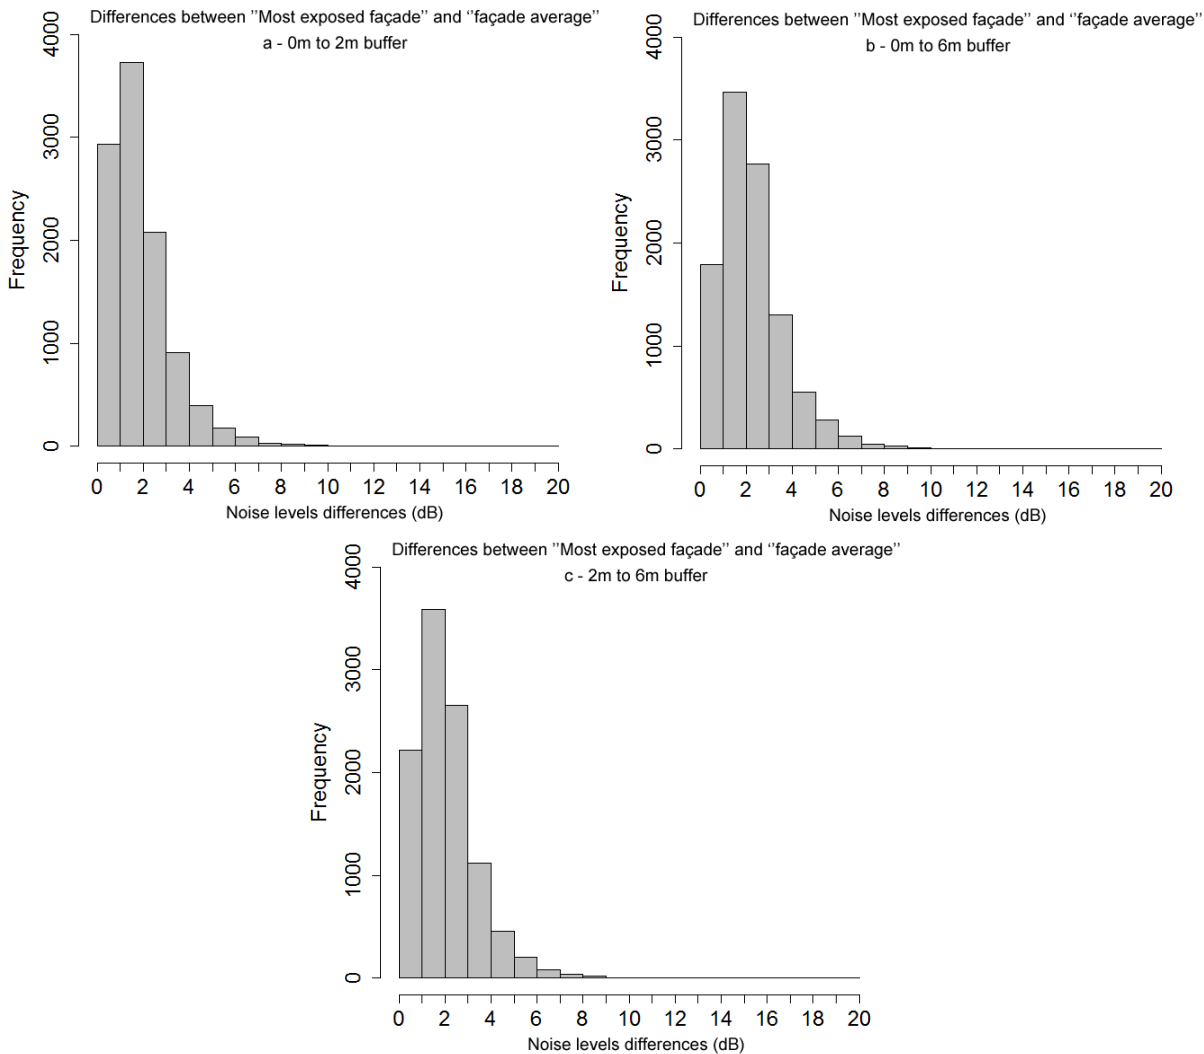 Differences between ''Most exposed façade'' and ‘'façade average’'
a - 0m to 2m buffer
4000
3000
2000
1000
0
Frequency
0 2 4 6 8 10 12 14 16 18 20
Noise levels differences (dB)
Differences between ''Most exposed façade'' and ‘'façade average’'
b - 0m to 6m buffer
4000
3000
2000
1000
0
Frequency
0 2 4 6 8 10 12 14 16 18 20
Noise levels differences (dB)
Differences between ''Most exposed façade'' and ‘'façade average’'
c - 2m to 6m buffer
4000
3000
2000
1000
0
Frequency
0 2 4 6 8 10 12 14 16 18 20
Noise levels differences (dB)